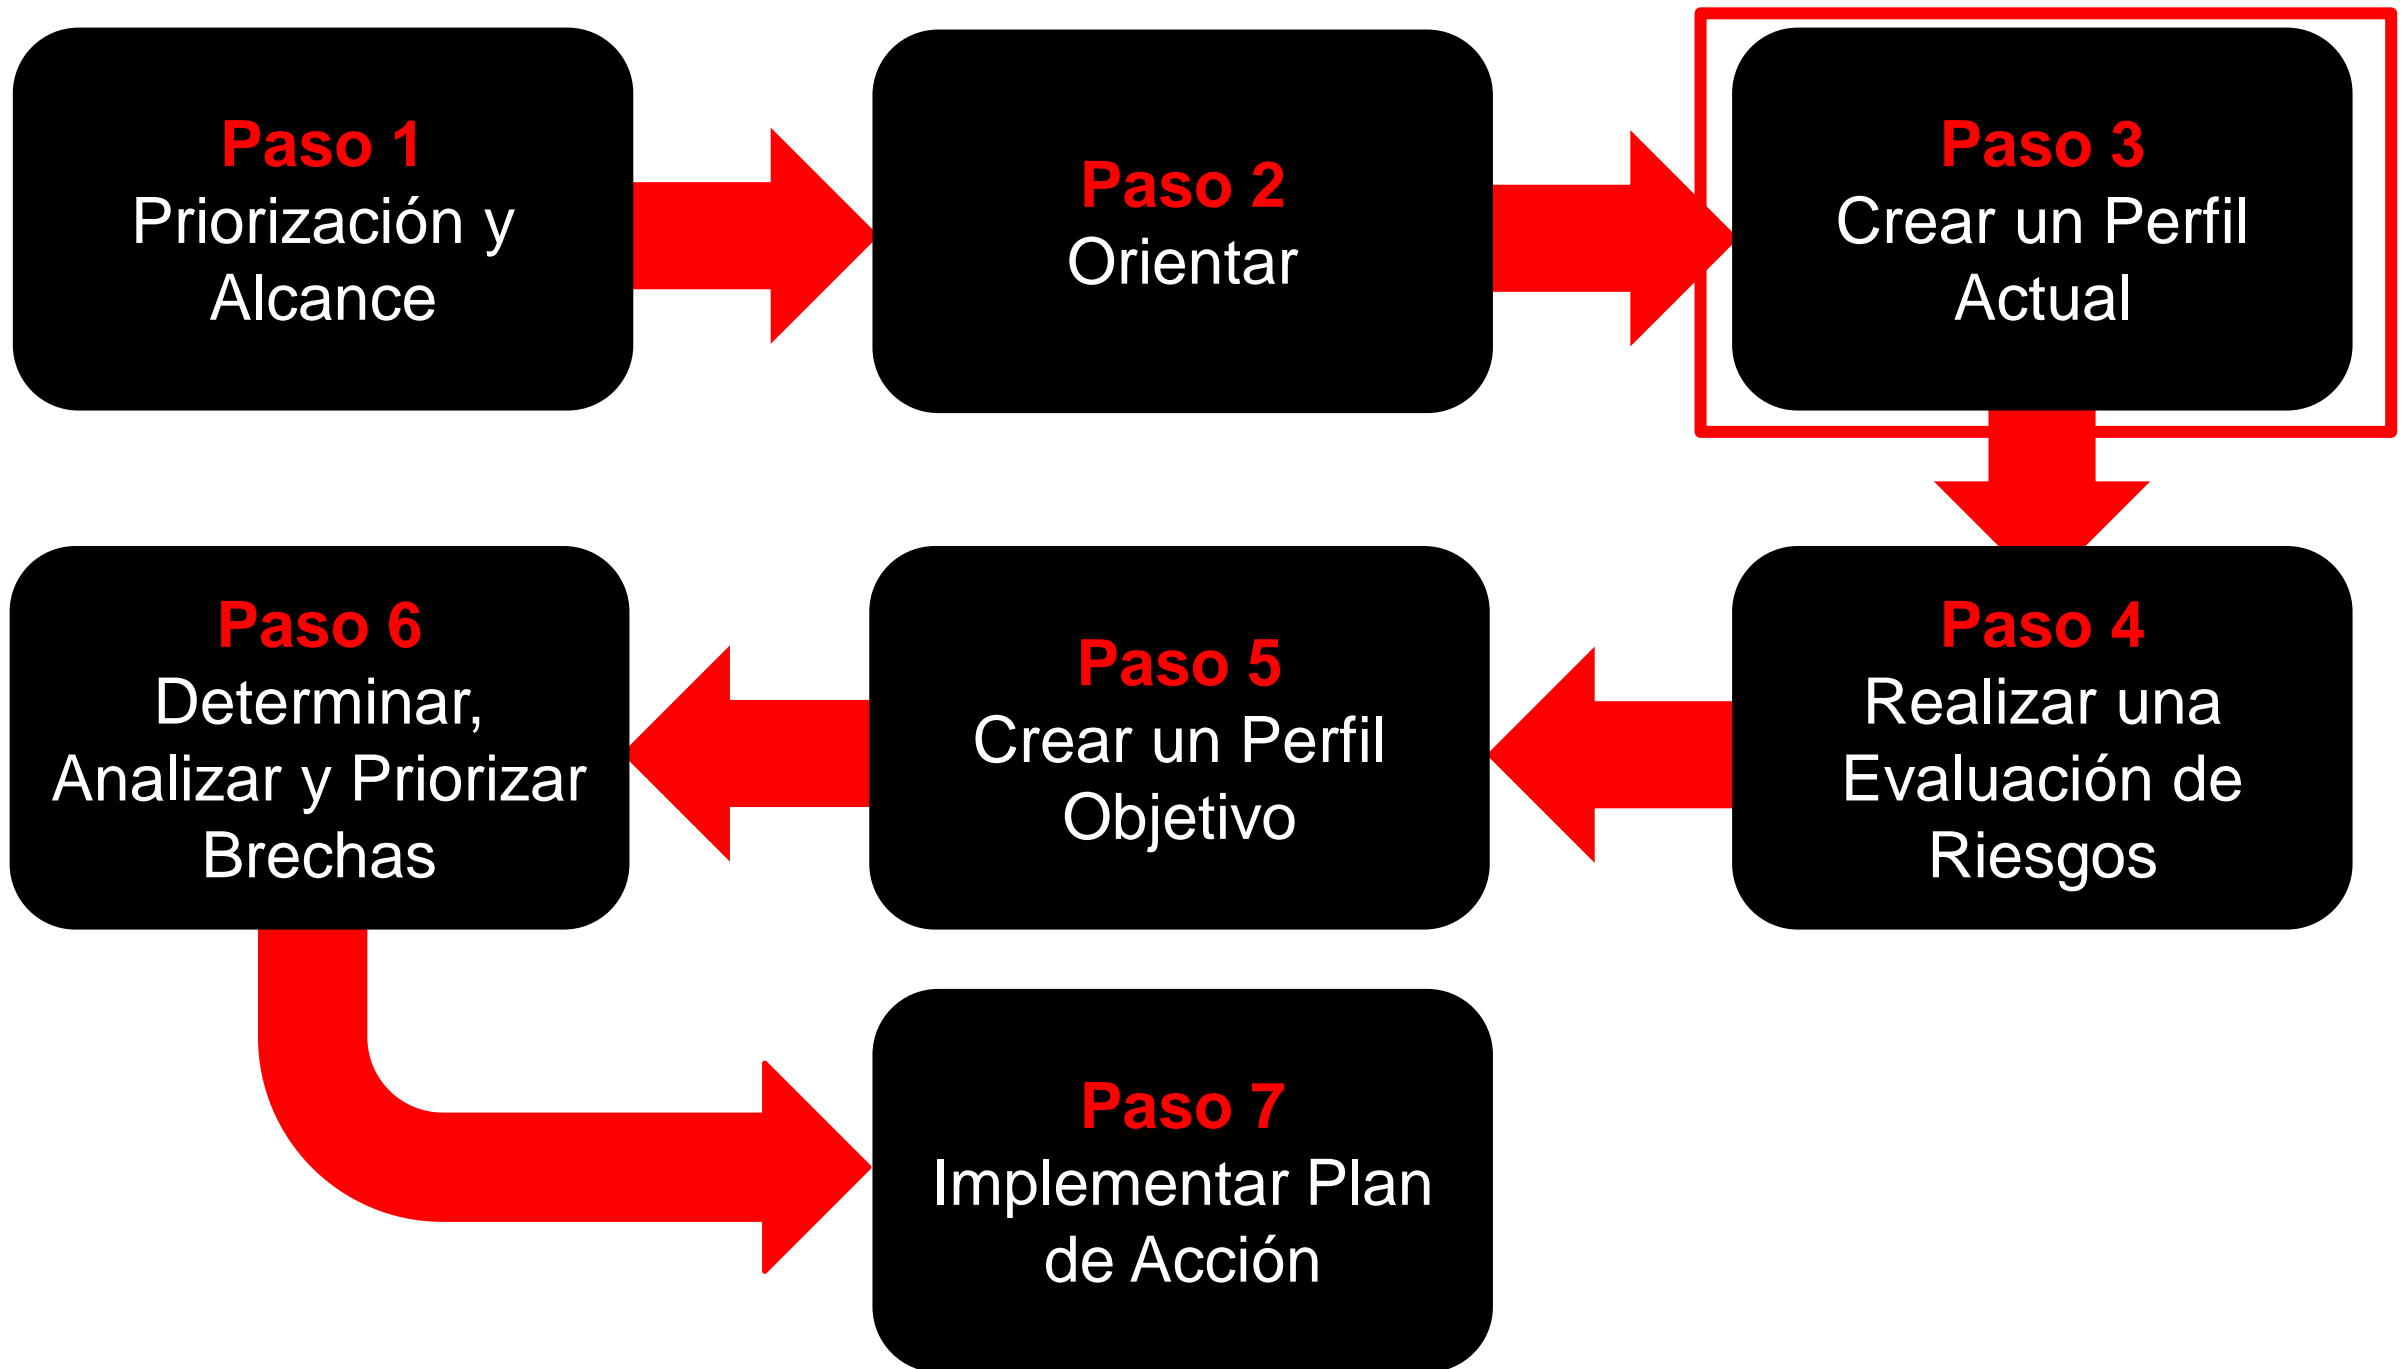 Paso 1
Priorización y
Alcance
Paso 2
Orientar
Paso 3
Crear un Perfil
Actual
Paso 4
Realizar una
Evaluación de
Riesgos
Paso 5
Crear un Perfil
Objetivo
Paso 6
Determinar,
Analizar y Priorizar
Brechas
Paso 7
Implementar Plan
de Acción